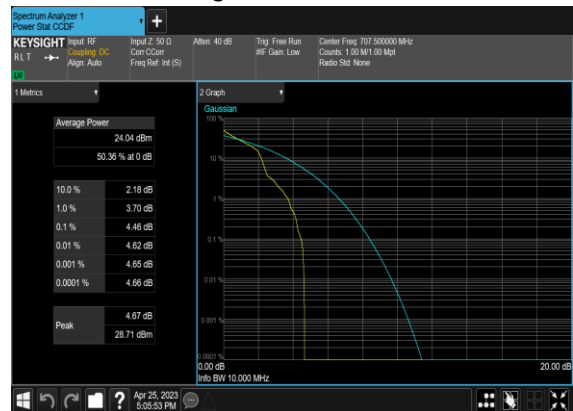 Spectrum Analyzer 1
Power Stat CCDF
+
KEYSIGHT
Input: RF
Input Z: 50 Ω
Atten: 40 dB
Trig: Free Run
Center Freq: 707.500000 MHz
RLT
Coupling: DC
Corr CCorr
#IF Gain: Low
Counts: 1.00 M/1.00 Mpt
Align: Auto
Freq Ref: Int (S)
Radio Std: None
LW
1 Metrics
2 Graph
Gaussian
Average Power
24.04 dBm
50.36 % at 0 dB
10.0 % 2.18 dB
1.0 % 3.70 dB
0.1 % 4.46 dB
0.01 % 4.62 dB
0.001 % 4.65 dB
0.0001 % 4.66 dB
Peak
4.67 dB
28.71 dBm
100 %
10 %
1 %
0.1 %
0.01 %
0.001 %
0.0001 %
0.00 dB
20.00 dB
Info BW 10.000 MHz
?
Apr 25, 2023
5:05:53 PM